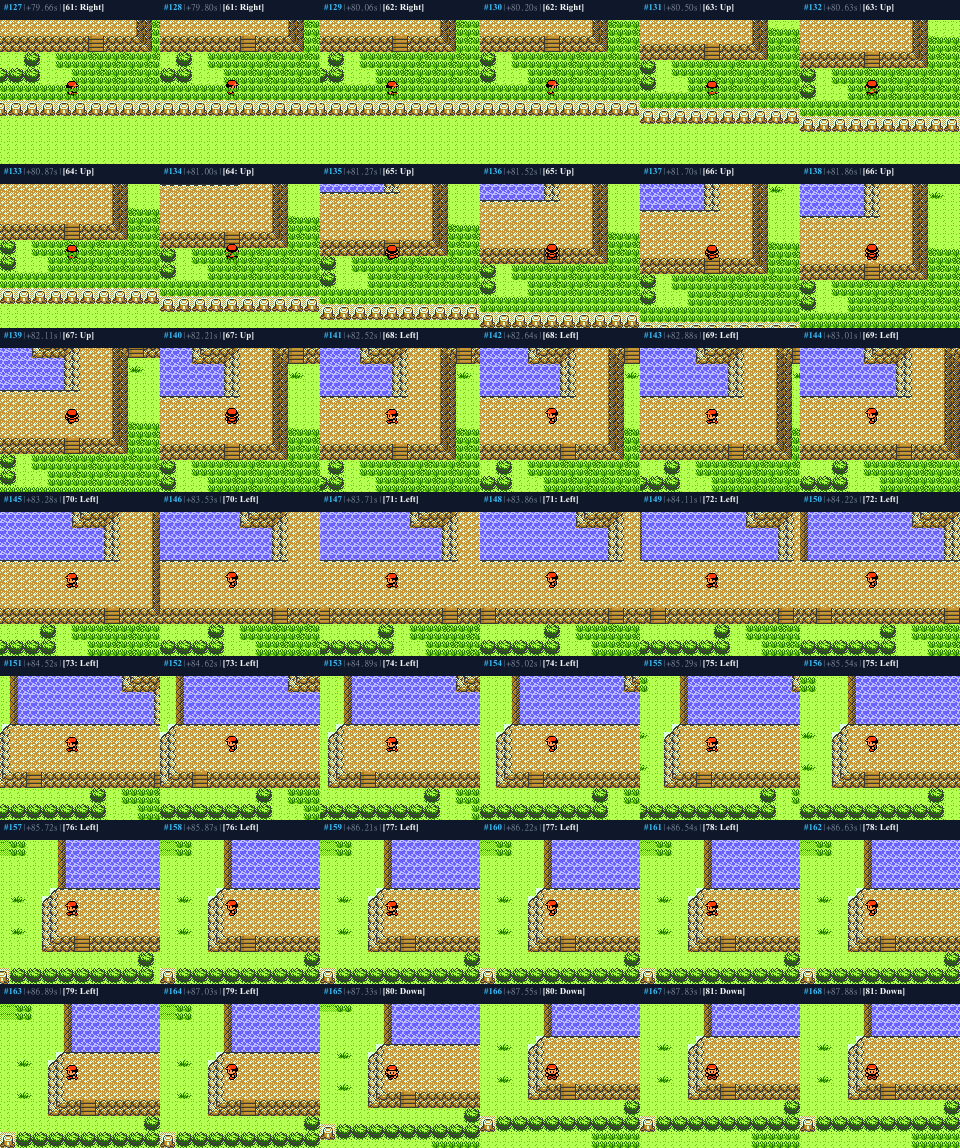 #127|+79.66s|[61: Right] #128|+79.80s|[61: Right] #129|+80.06s|[62: Right] #130|+80.20s|[62: Right] #131|+80.50s|[63: Up] #132|+80.63s|[63: Up]
#133|+80.87s|[64: Up] #134|+81.00s|[64: Up] #135|+81.27s|[65: Up] #136|+81.52s|[65: Up] #137|+81.70s|[66: Up] #138|+81.86s|[66: Up]
#139|+82.11s|[67: Up] #140|+82.21s|[67: Up] #141|+82.52s|[68: Left] #142|+82.64s|[68: Left] #143|+82.88s|[69: Left] #144|+83.01s|[69: Left]
#145|+83.28s|[70: Left] #146|+83.53s|[70: Left] #147|+83.71s|[71: Left] #148|+83.86s|[71: Left] #149|+84.11s|[72: Left] #150|+84.22s|[72: Left]
#151|+84.52s|[73: Left] #152|+84.62s|[73: Left] #153|+84.89s|[74: Left] #154|+85.02s|[74: Left] #155|+85.29s|[75: Left] #156|+85.54s|[75: Left]
#157|+85.72s|[76: Left] #158|+85.87s|[76: Left] #159|+86.21s|[77: Left] #160|+86.22s|[77: Left] #161|+86.54s|[78: Left] #162|+86.63s|[78: Left]
#163|+86.89s|[79: Left] #164|+87.03s|[79: Left] #165|+87.33s|[80: Down] #166|+87.55s|[80: Down] #167|+87.83s|[81: Down] #168|+87.88s|[81: Down]